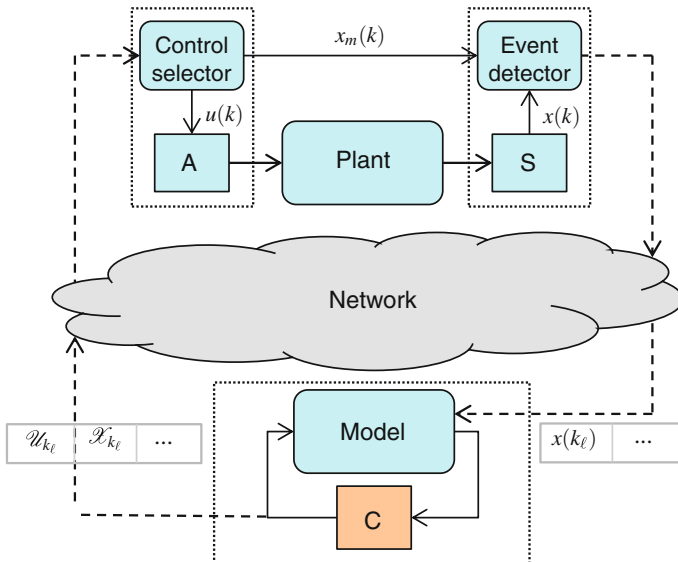 Control
selector
x_m(k)
Event
detector
u(k)
x(k)
A
Plant
S
Network
𝒰_{k_ℓ} 𝒳_{k_ℓ} ...
Model
x(k_ℓ) ...
C